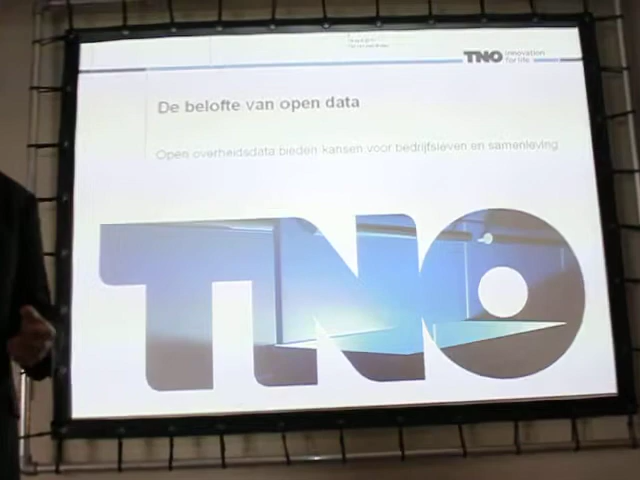 TNO innovation
for life
De belofte van open data
Open overheidsdata bieden kansen voor bedrijfsleven en samenleving
TNO